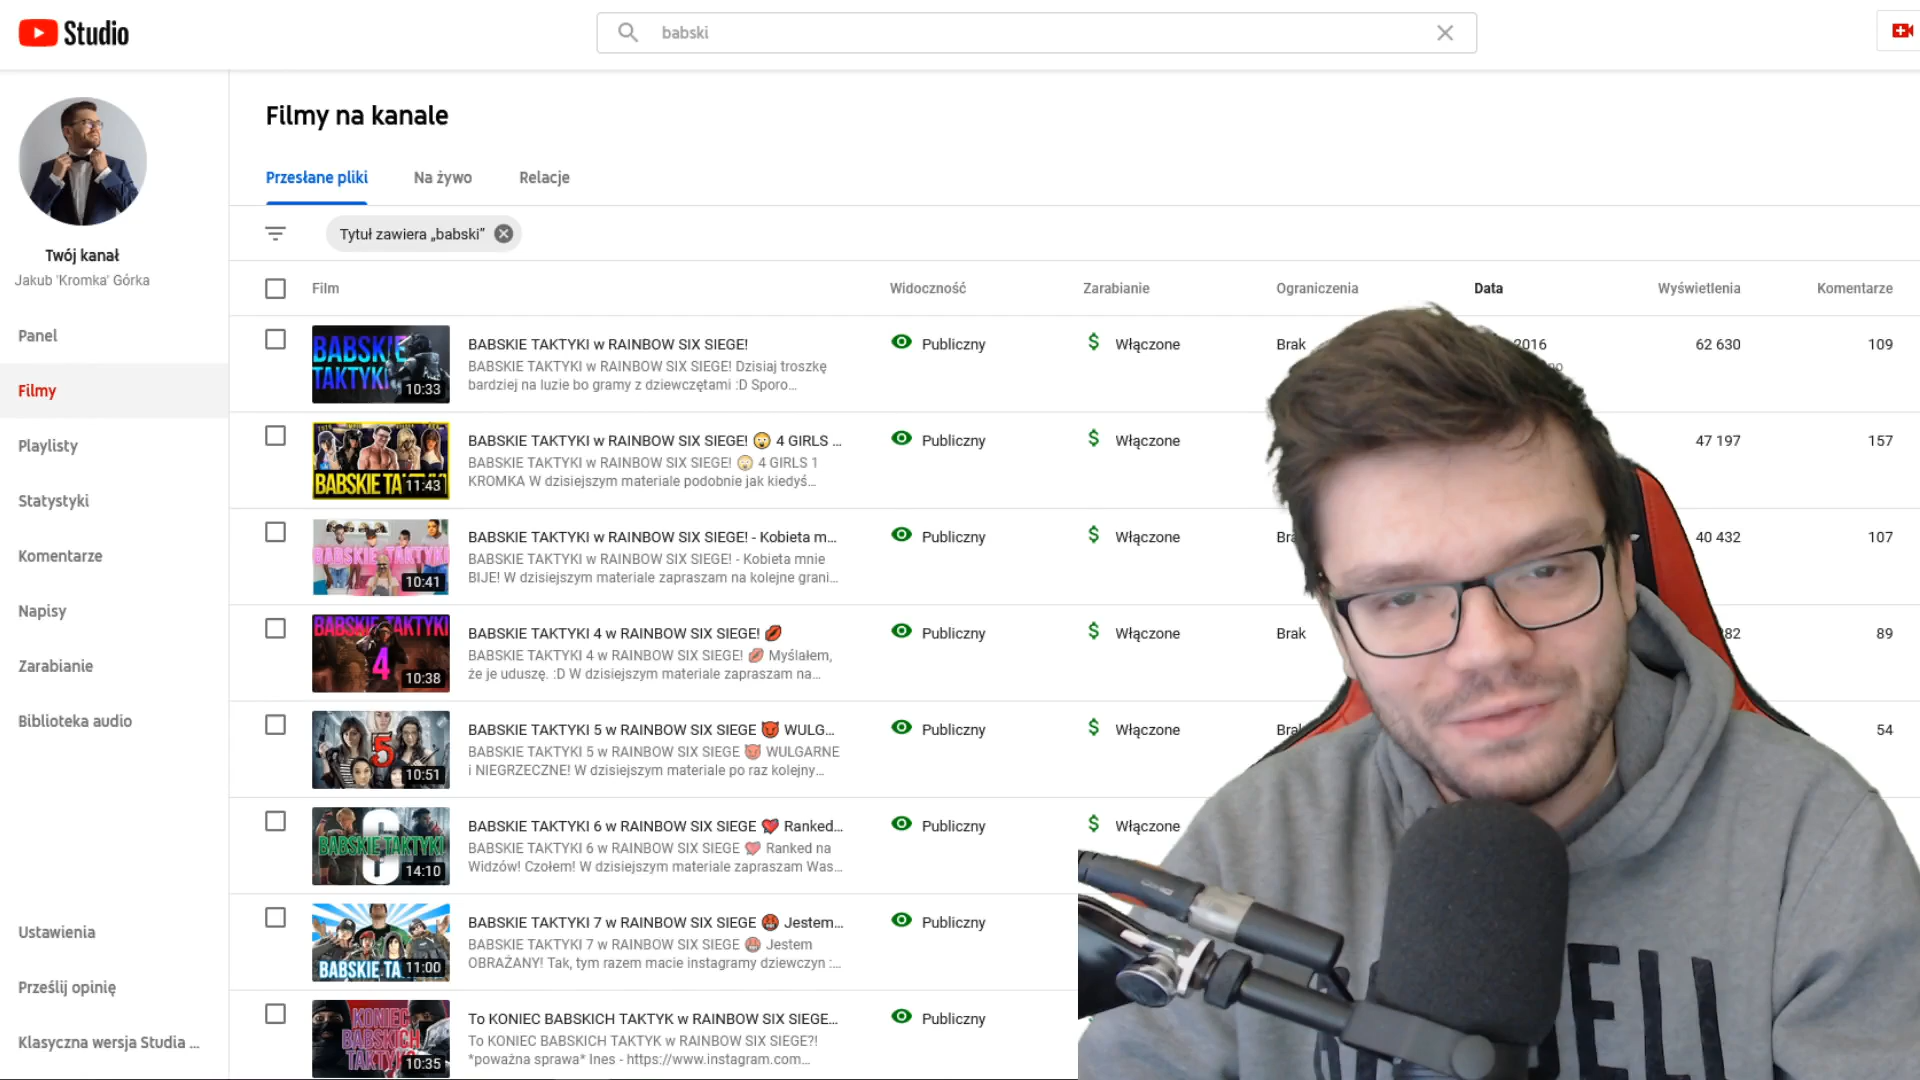 Studio
babski
Filmy na kanale
Przesłane pliki
Na żywo
Relacje
Tytuł zawiera „babski”
Twój kanał
Jakub 'Kromka' Górka
Panel
Filmy
Playlisty
Statystyki
Komentarze
Napisy
Zarabianie
Biblioteka audio
Ustawienia
Prześlij opinię
Klasyczna wersja Studia ...
Film Widoczność Zarabianie Ograniczenia Data Wyświetlenia Komentarze
BABSKIE
TAKTYKI
10:33
BABSKIE TAKTYKI w RAINBOW SIX SIEGE!
BABSKIE TAKTYKI w RAINBOW SIX SIEGE! Dzisiaj troszkę
bardziej na luzie bo gramy z dziewczętami :D Sporo...
Publiczny Włączone Brak 2016 62 630 109
BABSKIE TA
11:43
BABSKIE TAKTYKI w RAINBOW SIX SIEGE! 😲 4 GIRLS ...
BABSKIE TAKTYKI w RAINBOW SIX SIEGE! 😲 4 GIRLS 1
KROMKA W dzisiejszym materiale podobnie jak kiedyś...
Publiczny Włączone 47 197 157
BABSKIE TAKTYKI
10:41
BABSKIE TAKTYKI w RAINBOW SIX SIEGE! - Kobieta m...
BABSKIE TAKTYKI w RAINBOW SIX SIEGE! - Kobieta mnie
BIJE! W dzisiejszym materiale zapraszam na kolejne grani...
Publiczny Włączone 40 432 107
BABSKIE TAKTYKI
4
10:38
BABSKIE TAKTYKI 4 w RAINBOW SIX SIEGE! 💋
BABSKIE TAKTYKI 4 w RAINBOW SIX SIEGE! 💋 Myślałem,
że je uduszę. :D W dzisiejszym materiale zapraszam na...
Publiczny Włączone Brak 82 89
5
10:51
BABSKIE TAKTYKI 5 w RAINBOW SIX SIEGE 😈 WULG...
BABSKIE TAKTYKI 5 w RAINBOW SIX SIEGE 😈 WULGARNE
i NIEGRZECZNE! W dzisiejszym materiale po raz kolejny...
Publiczny Włączone 54
6
BABSKIE TAKTYKI
14:10
BABSKIE TAKTYKI 6 w RAINBOW SIX SIEGE 💘 Ranked...
BABSKIE TAKTYKI 6 w RAINBOW SIX SIEGE 💘 Ranked na
Widzów! Czołem! W dzisiejszym materiale zapraszam Was...
Publiczny Włączone
BABSKIE TA
11:00
BABSKIE TAKTYKI 7 w RAINBOW SIX SIEGE 🤬 Jestem...
BABSKIE TAKTYKI 7 w RAINBOW SIX SIEGE 🤬 Jestem
OBRAŻANY! Tak, tym razem macie instagramy dziewczyn :...
Publiczny
KONIEC
BABSKICH
TAKTYK
10:35
To KONIEC BABSKICH TAKTYK w RAINBOW SIX SIEGE...
To KONIEC BABSKICH TAKTYK w RAINBOW SIX SIEGE?!
*poważna sprawa* Ines - https://www.instagram.com...
Publiczny